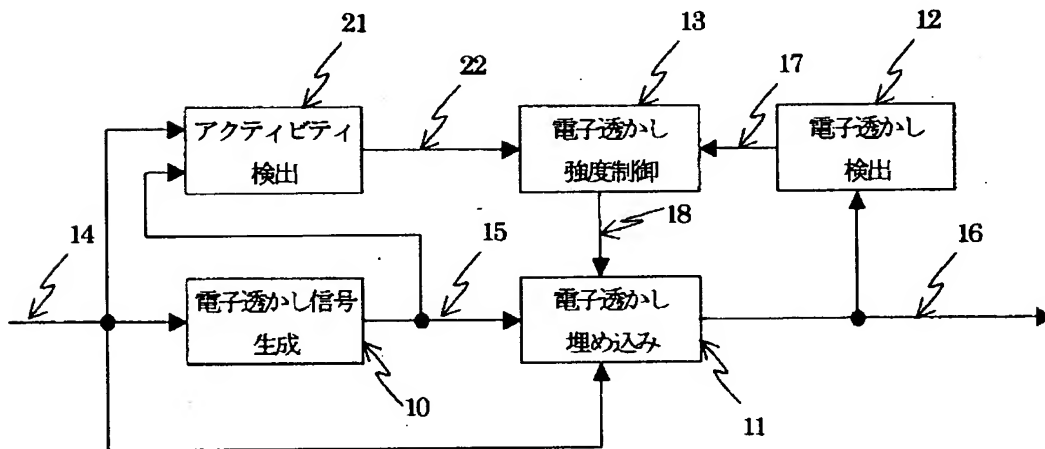 21
13
12
22
17
アクティビティ
検出
電子透かし
強度制御
電子透かし
検出
14
15
18
16
電子透かし信号
生成
電子透かし
埋め込み
10
11